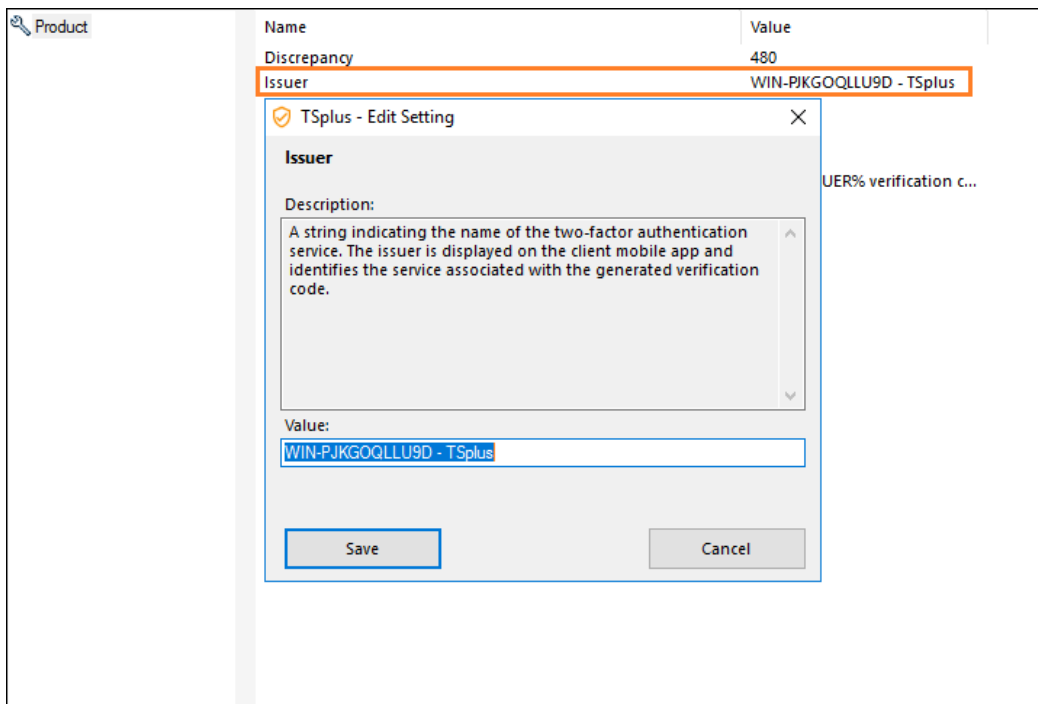 Product
Name Value
Discrepancy 480
Issuer WIN-PJKGOQLLU9D - TSplus
TSplus - Edit Setting
Issuer
UER% verification c...
Description:
A string indicating the name of the two-factor authentication
service. The issuer is displayed on the client mobile app and
identifies the service associated with the generated verification
code.
Value:
WIN-PJKGOQLLU9D - TSplus
Save Cancel